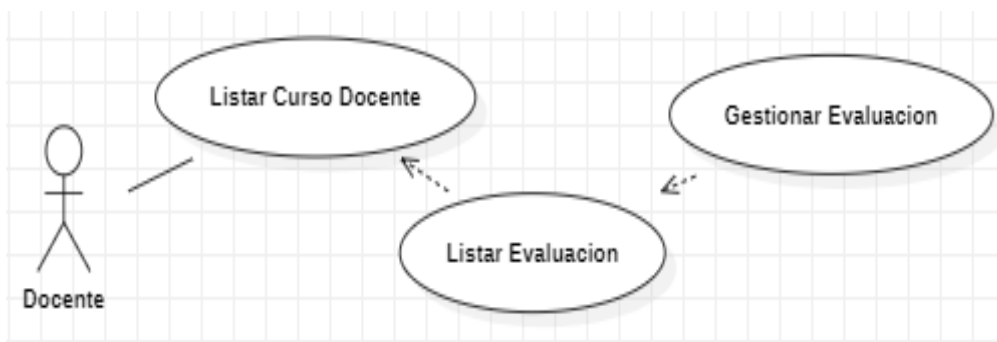 Listar Curso Docente
Gestionar Evaluacion
Listar Evaluacion
Docente